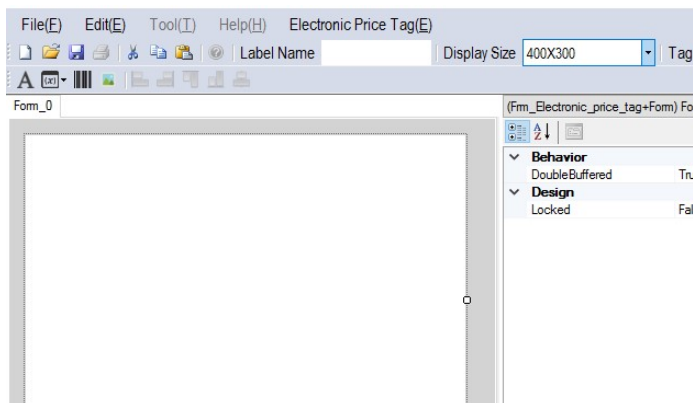 File(F) Edit(E) Tool(T) Help(H) Electronic Price Tag(E)
Label Name Display Size 400X300 Tag
A (x)
Form_0 (Frm_Electronic_price_tag+Form) Fo
A Z
Behavior
DoubleBuffered Tru
Design
Locked Fal